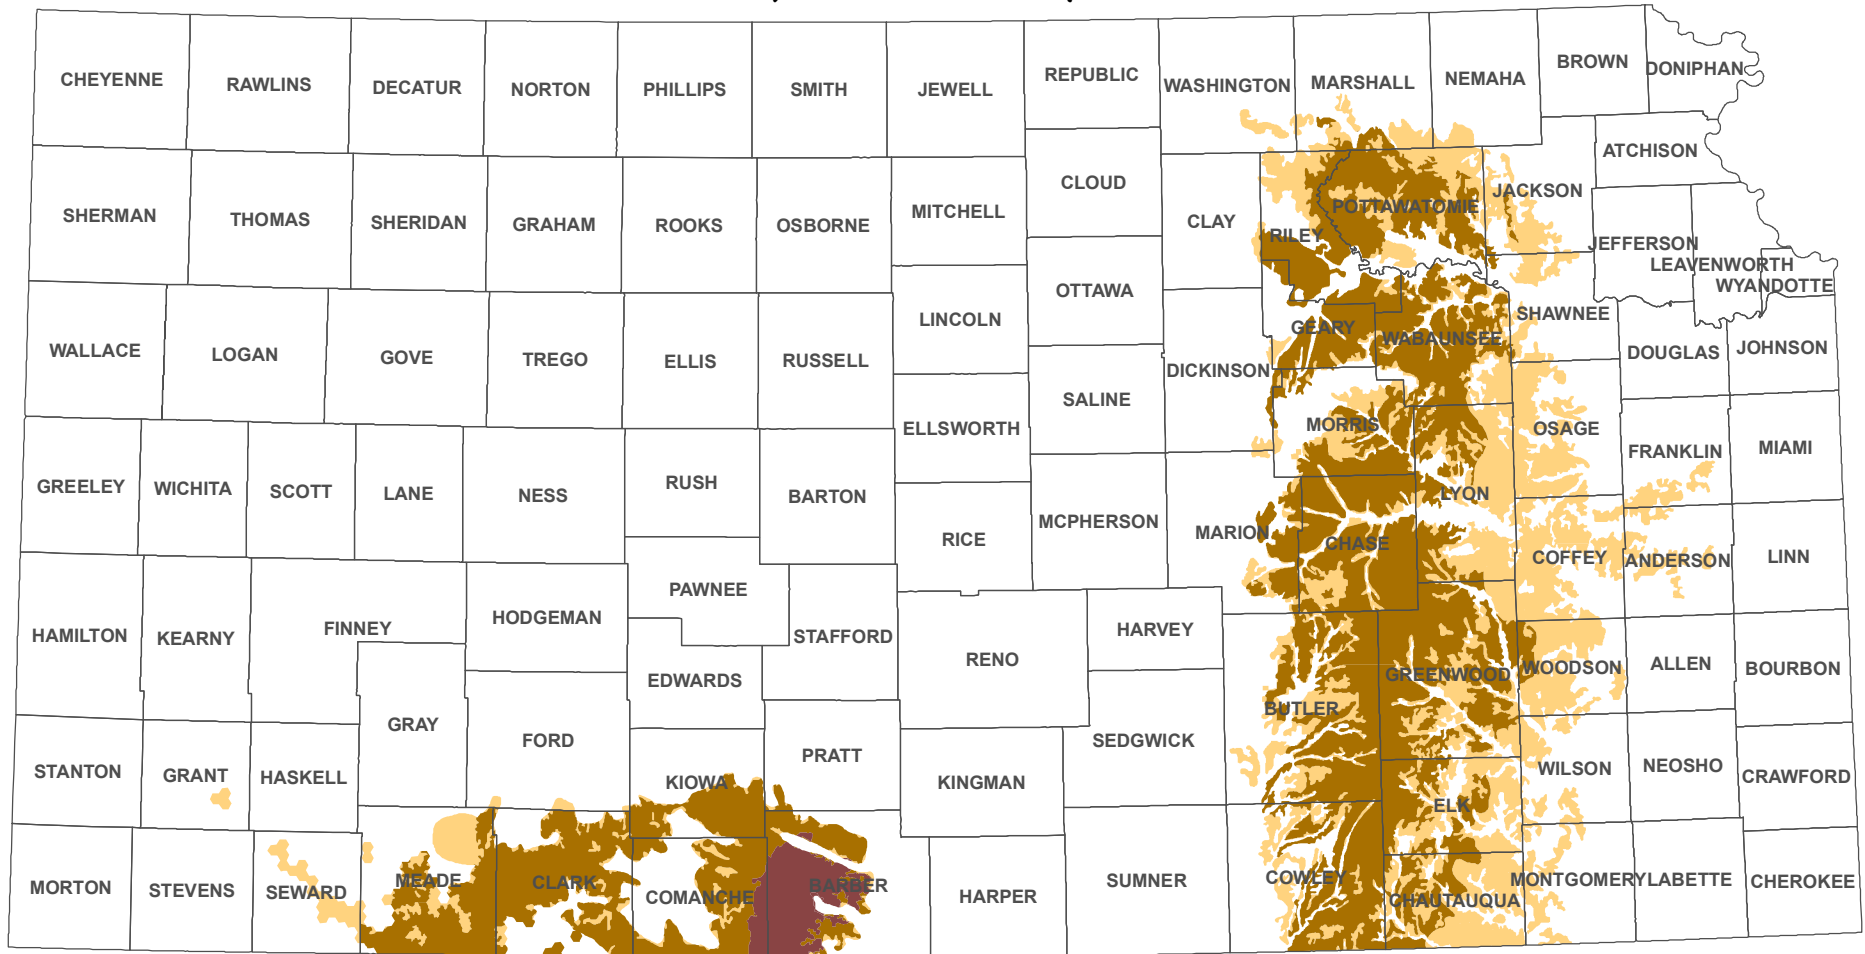 CHEYENNE
RAWLINS
DECATUR
NORTON
PHILLIPS
SMITH
JEWELL
REPUBLIC
WASHINGTON
MARSHALL
NEMAHA
BROWN
DONIPHAN
ATCHISON
CLOUD
JACKSON
SHERMAN
THOMAS
SHERIDAN
GRAHAM
ROOKS
OSBORNE
MITCHELL
CLAY
RILEY
POTTAWATOMIE
JEFFERSON
LEAVENWORTH
WYANDOTTE
OTTAWA
LINCOLN
GEARY
WABAUNSEE
SHAWNEE
WALLACE
LOGAN
GOVE
TREGO
ELLIS
RUSSELL
DICKINSON
DOUGLAS
JOHNSON
SALINE
ELLSWORTH
MORRIS
OSAGE
FRANKLIN
MIAMI
GREELEY
WICHITA
SCOTT
LANE
NESS
RUSH
BARTON
LYON
RICE
MCPHERSON
MARION
CHASE
COFFEY
ANDERSON
LINN
PAWNEE
HAMILTON
KEARNY
FINNEY
HODGEMAN
STAFFORD
RENO
HARVEY
EDWARDS
GREENWOOD
WOODSON
ALLEN
BOURBON
GRAY
FORD
BUTLER
PRATT
SEDGWICK
STANTON
GRANT
HASKELL
KIOWA
KINGMAN
WILSON
NEOSHO
CRAWFORD
ELK
MORTON
STEVENS
SEWARD
MEADE
CLARK
COMANCHE
BARBER
HARPER
SUMNER
COWLEY
CHAUTAUQUA
MONTGOMERY
LABETTE
CHEROKEE